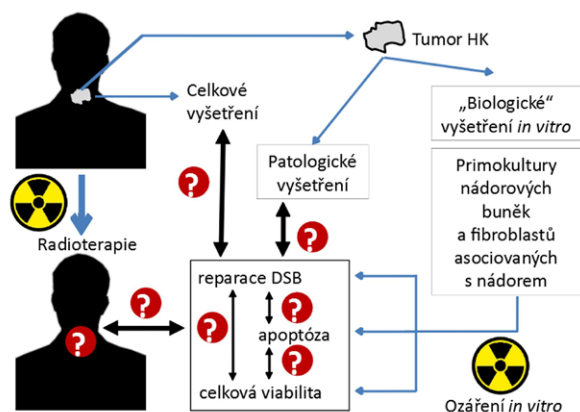 Tumor HK
Celkové
vyšetření
„Biologické“
vyšetření in vitro
Patologické
vyšetření
Primokultury
nádorových
buněk
a fibroblastů
asociovaných
s nádorem
?
?
Radioterapie
reparace DSB
?
?
?
apoptóza
?
?
celková viabilita
?
Ozáření in vitro